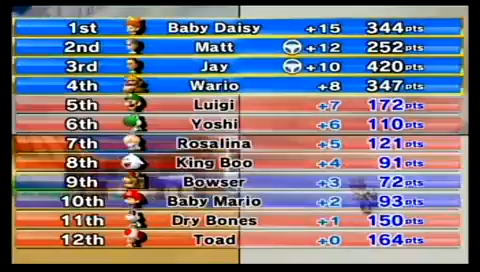 1st Baby Daisy +15 344pts
2nd Matt +12 252pts
3rd Jay +10 420pts
4th Wario +8 347pts
5th Luigi +7 172pts
6th Yoshi +6 110pts
7th Rosalina +5 121pts
8th King Boo +4 91pts
9th Bowser +3 72pts
10th Baby Mario +2 93pts
11th Dry Bones +1 150pts
12th Toad +0 164pts